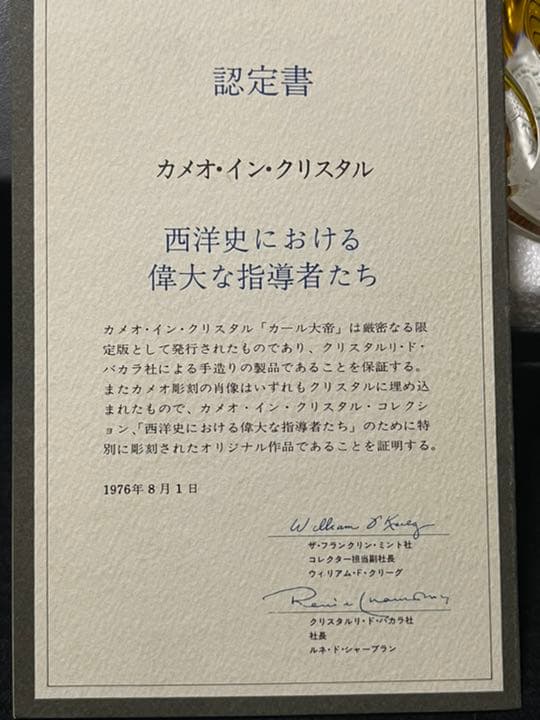 認定書
カメオ・イン・クリスタル
西洋史における
偉大な指導者たち
カメオ・イン・クリスタル「カール大帝」は厳密なる限
定版として発行されたものであり、クリスタルリ・ド・
バカラ社による手造りの製品であることを保証する。
またカメオ彫刻の肖像はいずれもクリスタルに埋め込
まれたもので、カメオ・イン・クリスタル・コレクシ
ョン、「西洋史における偉大な指導者たち」のために特
別に彫刻されたオリジナル作品であることを証明する。
1976年8月1日
ザ・フランクリン・ミント社
コレクター担当副社長
ウィリアム・ド・クリーグ
クリスタルリ・ド・バカラ社
社長
ルネ・ド・シャーブラン